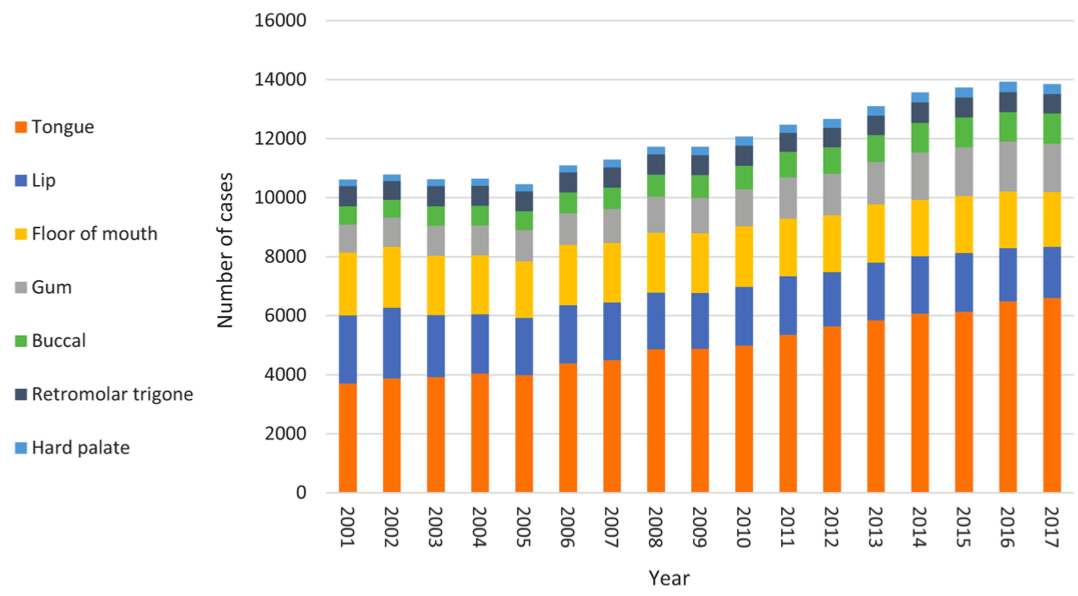 Tongue
Lip
Floor of mouth
Gum
Buccal
Retromolar trigone
Hard palate
Number of cases
16000
14000
12000
10000
8000
6000
4000
2000
0
2001
2002
2003
2004
2005
2006
2007
2008
2009
2010
2011
2012
2013
2014
2015
2016
2017
Year